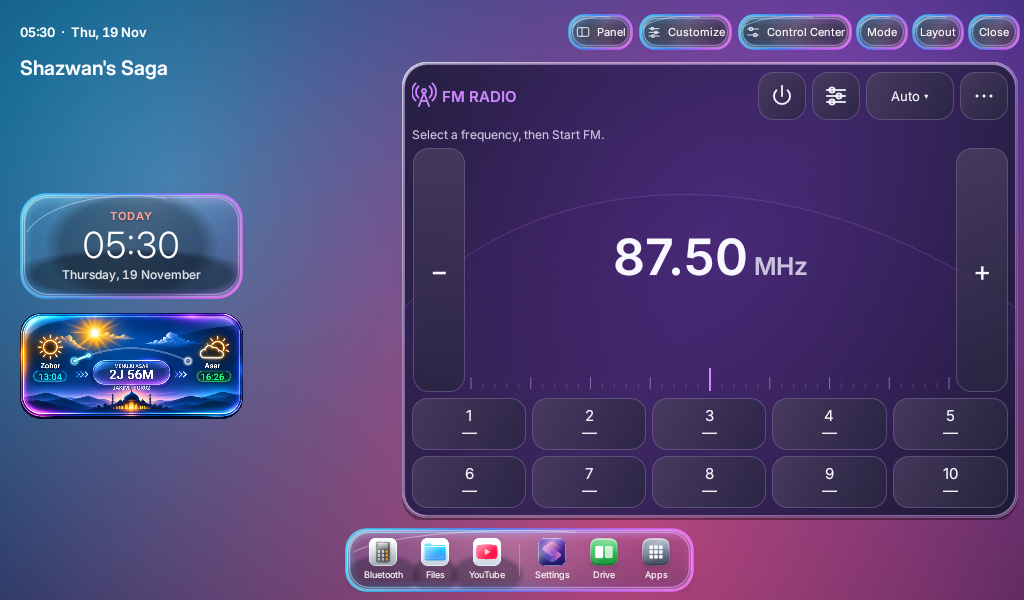 05:30 · Thu, 19 Nov
Panel
Customize
Control Center
Mode
Layout
Close
Shazwan's Saga
FM RADIO
Auto
Select a frequency, then Start FM.
TODAY
05:30
Thursday, 19 November
− 87.50 MHz +
Zohor
13:04
MENUJU ASAR
2J 56M
Asar
16:26
1
—
2
—
3
—
4
—
5
—
6
—
7
—
8
—
9
—
10
—
Bluetooth
Files
YouTube
Settings
Drive
Apps